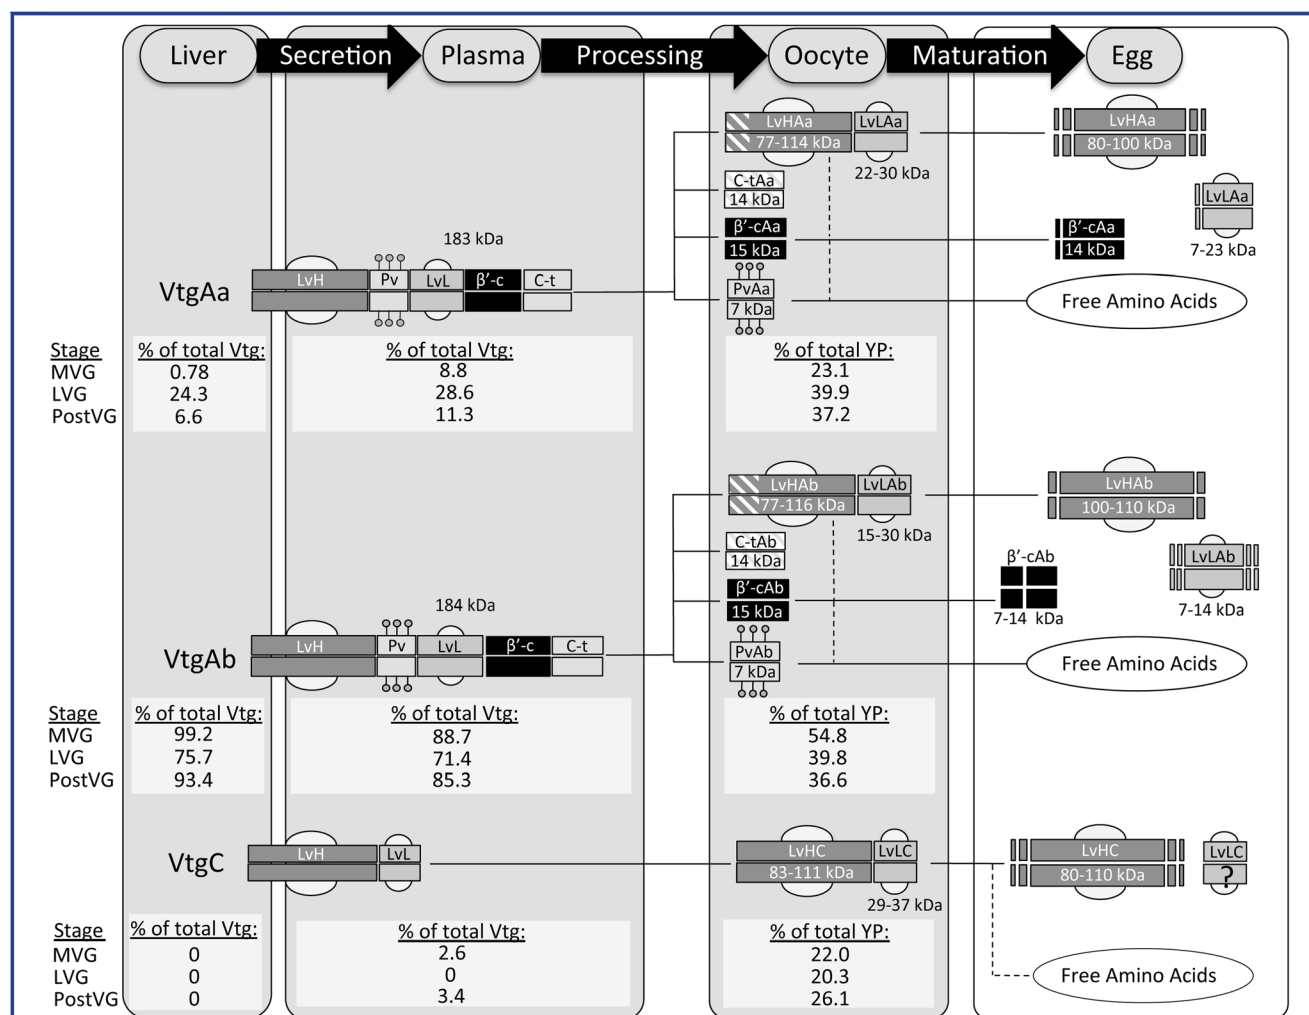 Liver Secretion Plasma Processing Oocyte Maturation Egg
LvHAa LvLAa LvHAa
77-114 kDa 80-100 kDa
22-30 kDa
C-tAa
14 kDa
LvLAa
β’-cAa β’-cAa
15 kDa 14 kDa 7-23 kDa
183 kDa
LvH Pv LvL β’-c C-t
PvAa
7 kDa
Free Amino Acids
VtgAa
Stage % of total Vtg: % of total Vtg: % of total YP:
MVG 0.78 8.8 23.1
LVG 24.3 28.6 39.9
PostVG 6.6 11.3 37.2
LvHAb LvLAb LvHAb
77-116 kDa 100-110 kDa
15-30 kDa
C-tAb
14 kDa
β’-cAb LvLAb
β’-cAb
15 kDa
7-14 kDa 7-14 kDa
184 kDa
LvH Pv LvL β’-c C-t
PvAb
7 kDa
Free Amino Acids
VtgAb
Stage % of total Vtg: % of total Vtg: % of total YP:
MVG 99.2 88.7 54.8
LVG 75.7 71.4 39.8
PostVG 93.4 85.3 36.6
VtgC
LvH LvL LvHC LvLC LvHC LvLC
83-111 kDa 80-110 kDa ?
29-37 kDa
Stage % of total Vtg: % of total Vtg: % of total YP:
MVG 0 2.6 22.0
LVG 0 0 20.3
PostVG 0 3.4 26.1
Free Amino Acids